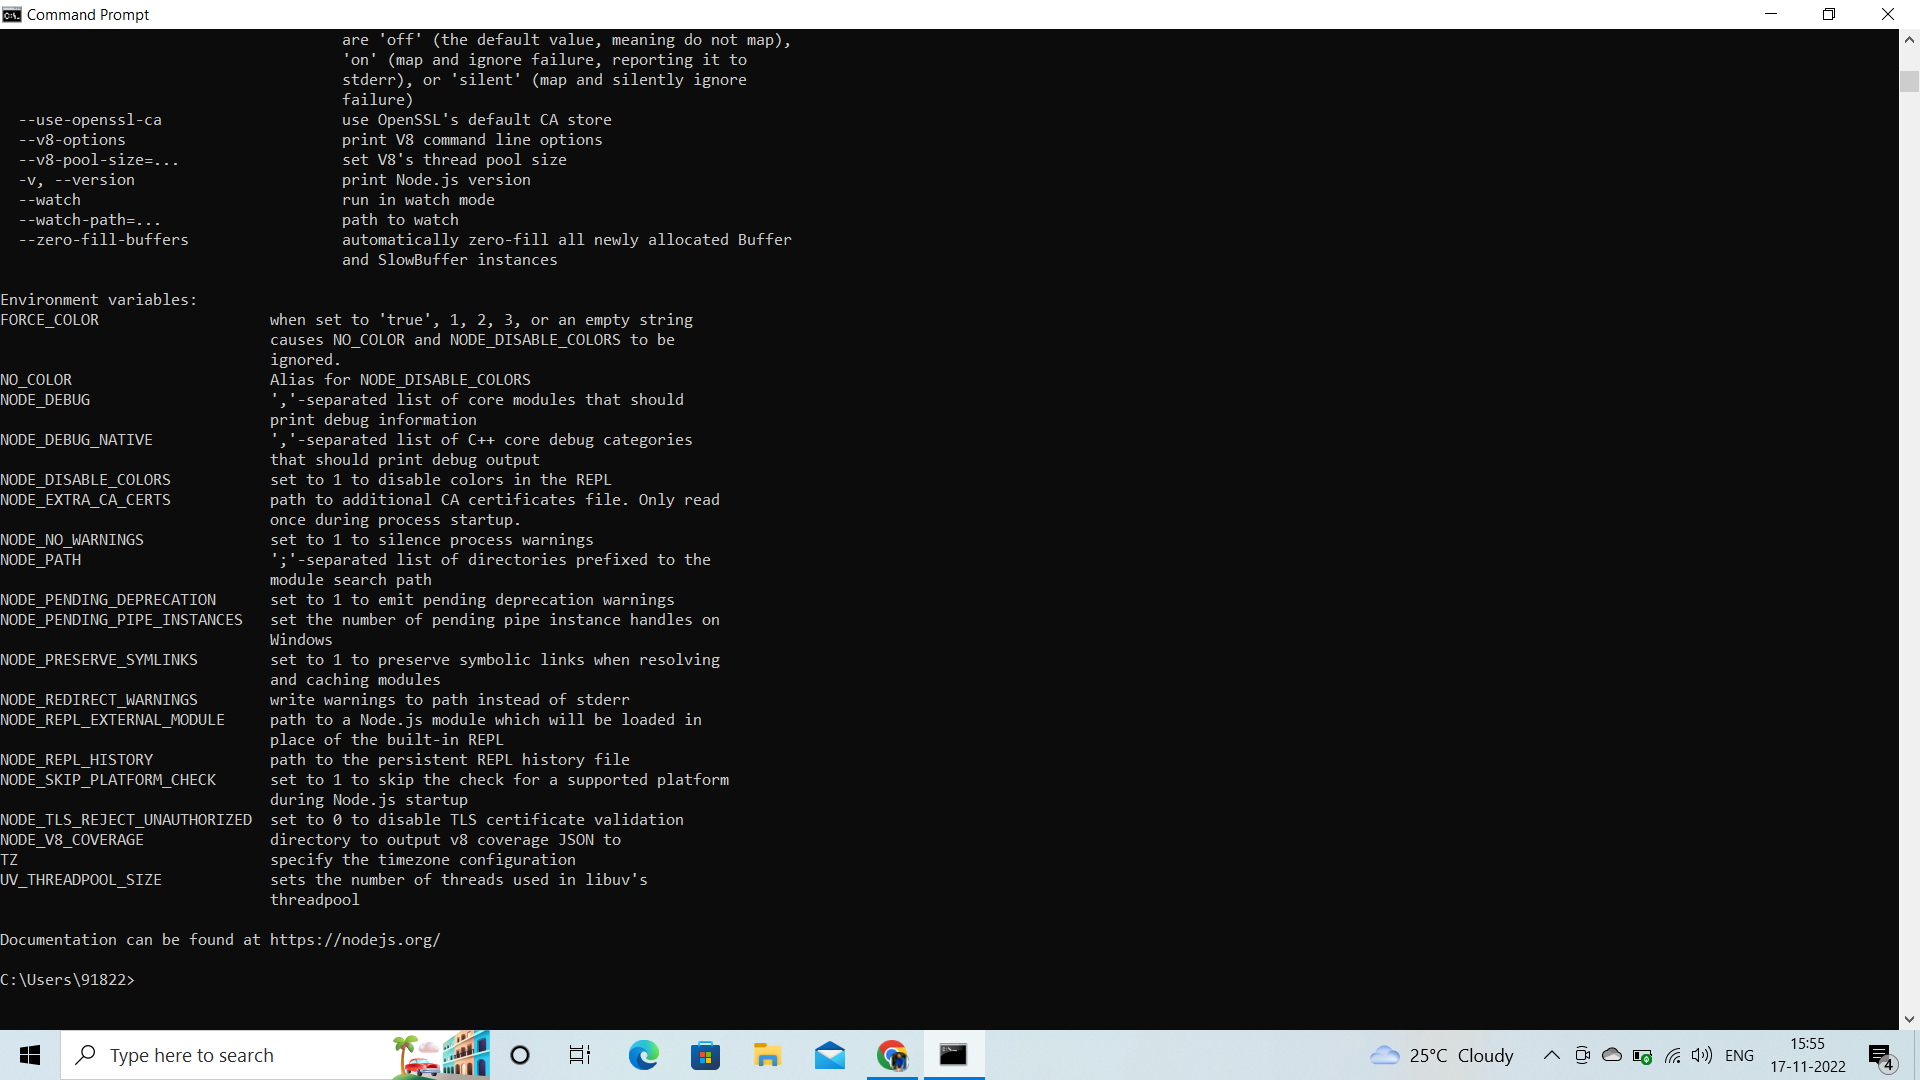 Command Prompt
are 'off' (the default value, meaning do not map),
'on' (map and ignore failure, reporting it to
stderr), or 'silent' (map and silently ignore
failure)
--use-openssl-ca use OpenSSL's default CA store
--v8-options print V8 command line options
--v8-pool-size=... set V8's thread pool size
-v, --version print Node.js version
--watch run in watch mode
--watch-path=... path to watch
--zero-fill-buffers automatically zero-fill all newly allocated Buffer
and SlowBuffer instances
Environment variables:
FORCE_COLOR when set to 'true', 1, 2, 3, or an empty string
causes NO_COLOR and NODE_DISABLE_COLORS to be
ignored.
NO_COLOR Alias for NODE_DISABLE_COLORS
NODE_DEBUG ','-separated list of core modules that should
print debug information
NODE_DEBUG_NATIVE ','-separated list of C++ core debug categories
that should print debug output
NODE_DISABLE_COLORS set to 1 to disable colors in the REPL
NODE_EXTRA_CA_CERTS path to additional CA certificates file. Only read
once during process startup.
NODE_NO_WARNINGS set to 1 to silence process warnings
NODE_PATH ';'-separated list of directories prefixed to the
module search path
NODE_PENDING_DEPRECATION set to 1 to emit pending deprecation warnings
NODE_PENDING_PIPE_INSTANCES set the number of pending pipe instance handles on
Windows
NODE_PRESERVE_SYMLINKS set to 1 to preserve symbolic links when resolving
and caching modules
NODE_REDIRECT_WARNINGS write warnings to path instead of stderr
NODE_REPL_EXTERNAL_MODULE path to a Node.js module which will be loaded in
place of the built-in REPL
NODE_REPL_HISTORY path to the persistent REPL history file
NODE_SKIP_PLATFORM_CHECK set to 1 to skip the check for a supported platform
during Node.js startup
NODE_TLS_REJECT_UNAUTHORIZED set to 0 to disable TLS certificate validation
NODE_V8_COVERAGE directory to output v8 coverage JSON to
TZ specify the timezone configuration
UV_THREADPOOL_SIZE sets the number of threads used in libuv's
threadpool
Documentation can be found at https://nodejs.org/
C:\Users\91822>
Type here to search
25°C Cloudy
ENG
15:55
17-11-2022
4